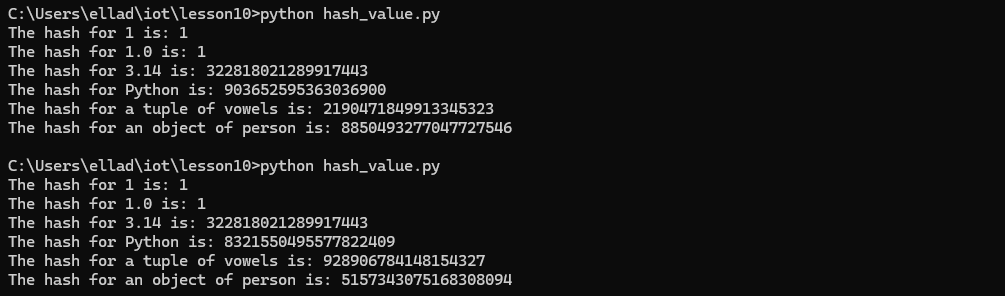 C:\Users\ellad\iot\lesson10>python hash_value.py
The hash for 1 is: 1
The hash for 1.0 is: 1
The hash for 3.14 is: 322818021289917443
The hash for Python is: 903652595363036900
The hash for a tuple of vowels is: 2190471849913345323
The hash for an object of person is: 8850493277047727546
C:\Users\ellad\iot\lesson10>python hash_value.py
The hash for 1 is: 1
The hash for 1.0 is: 1
The hash for 3.14 is: 322818021289917443
The hash for Python is: 8321550495577822409
The hash for a tuple of vowels is: 928906784148154327
The hash for an object of person is: 5157343075168308094